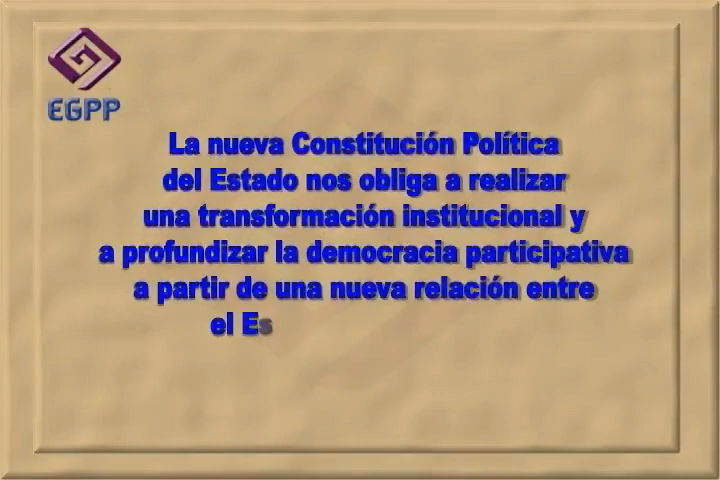 EGPP
La nueva Constitución Política
del Estado nos obliga a realizar
una transformación institucional y
a profundizar la democracia participativa
a partir de una nueva relación entre
el Es